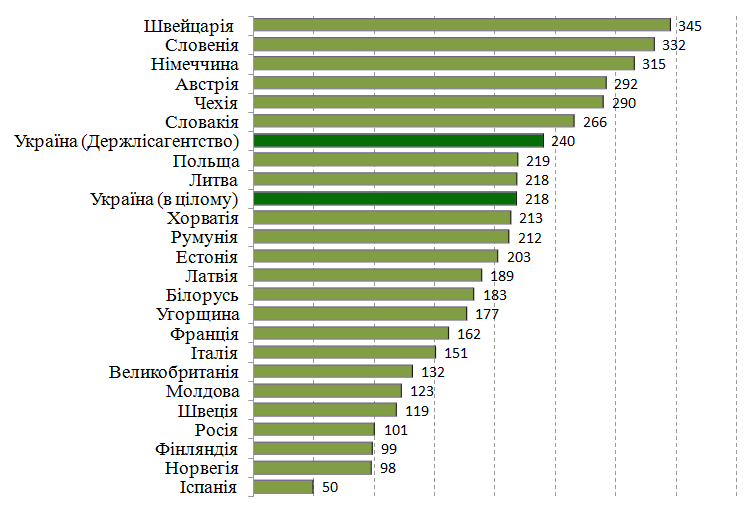 Швейцарія 345
Словенія 332
Німеччина 315
Австрія 292
Чехія 290
Словакія 266
Україна (Держлісагентство) 240
Польща 219
Литва 218
Україна (в цілому) 218
Хорватія 213
Румунія 212
Естонія 203
Латвія 189
Білорусь 183
Угорщина 177
Франція 162
Італія 151
Великобританія 132
Молдова 123
Швеція 119
Росія 101
Фінляндія 99
Норвегія 98
Іспанія 50